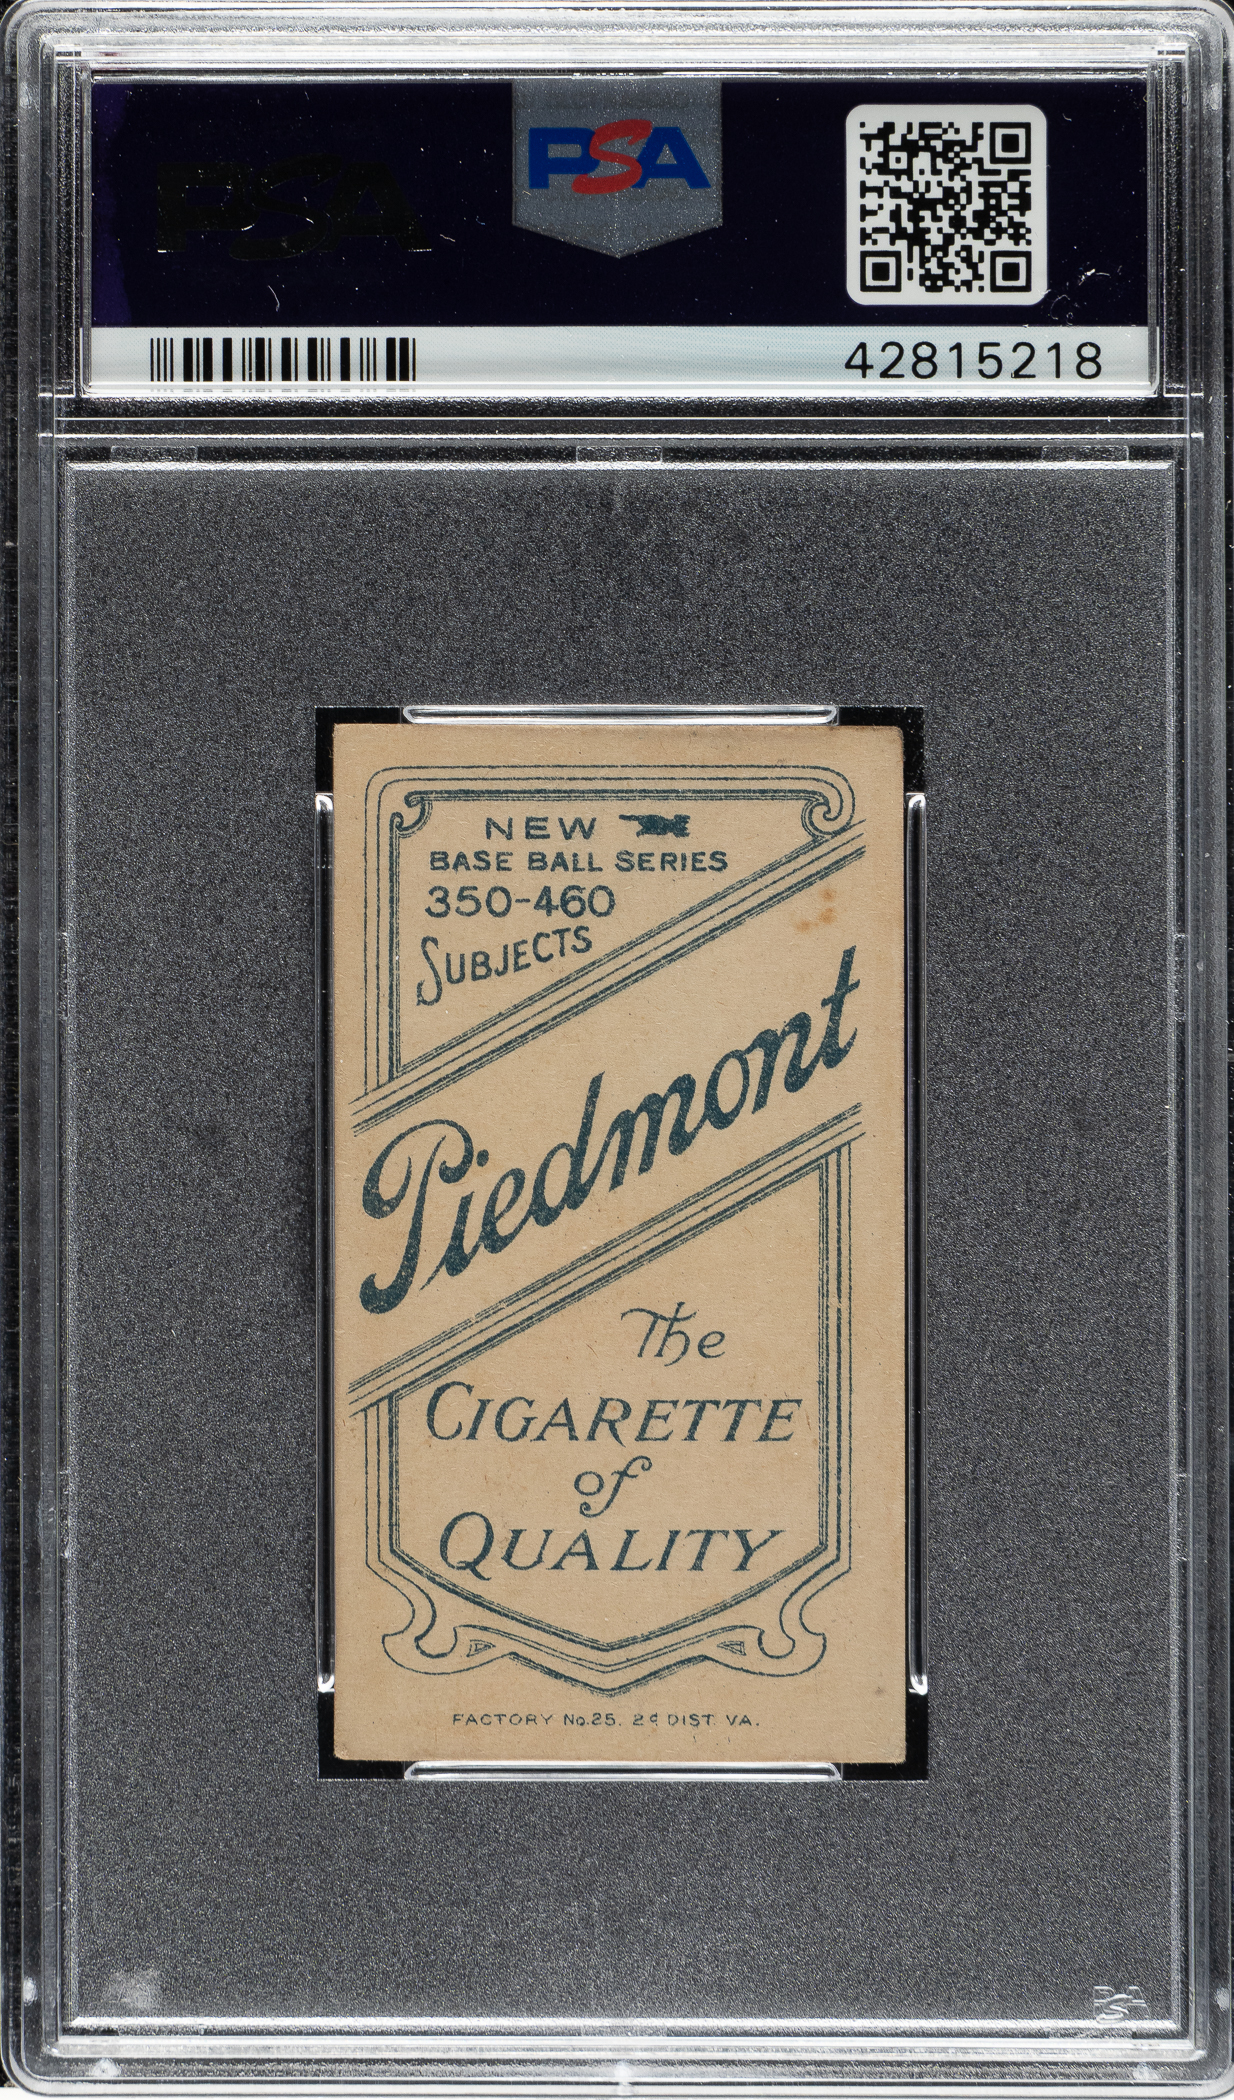 PSA
PSA
42815218
NEW
BASE BALL SERIES
350-460
SUBJECTS
Piedmont
The
CIGARETTE
of
QUALITY
FACTORY No.25. 2d DIST. VA.
PSA